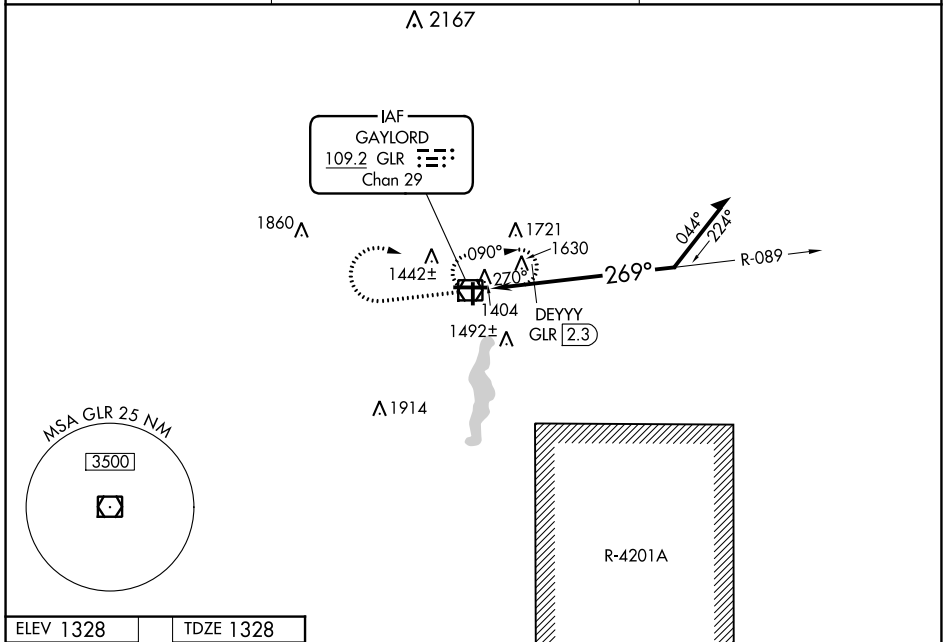 2167
IAF
GAYLORD
109.2 GLR
Chan 29
1860
1721
1630
090°
1442±
270°
044°
224°
R-089
269°
1404
DEYYY
GLR 2.3
1492±
1914
MSA GLR 25 NM
3500
R-4201A
ELEV 1328
TDZE 1328